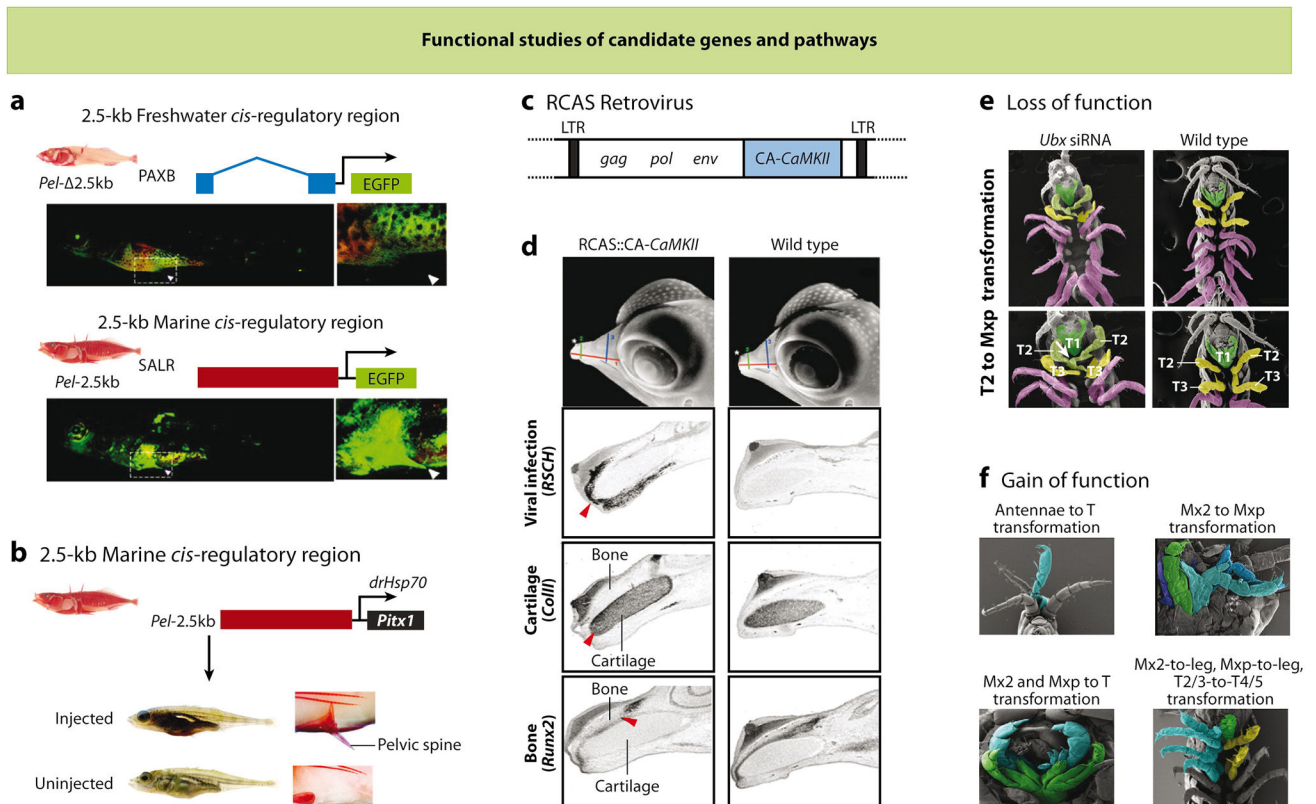 Functional studies of candidate genes and pathways
a
2.5-kb Freshwater cis-regulatory region
Pel-Δ2.5kb
PAXB
EGFP
2.5-kb Marine cis-regulatory region
Pel-2.5kb
SALR
EGFP
b 2.5-kb Marine cis-regulatory region
drHsp70
Pel-2.5kb
Pitx1
Injected
Pelvic spine
Uninjected
c RCAS Retrovirus
LTR
LTR
gag pol env CA-CaMKII
d
RCAS::CA-CaMKII
Wild type
Viral infection
(RSCH)
Cartilage
(ColII)
Bone
Cartilage
Bone
(Runx2)
Bone
Cartilage
e Loss of function
Ubx siRNA
Wild type
T2 to Mxp transformation
T2 T1 T2
T3 T3
T2 T1 T2
T3 T3
f Gain of function
Antennae to T
transformation
Mx2 to Mxp
transformation
Mx2 and Mxp to T
transformation
Mx2-to-leg, Mxp-to-leg,
T2/3-to-T4/5
transformation